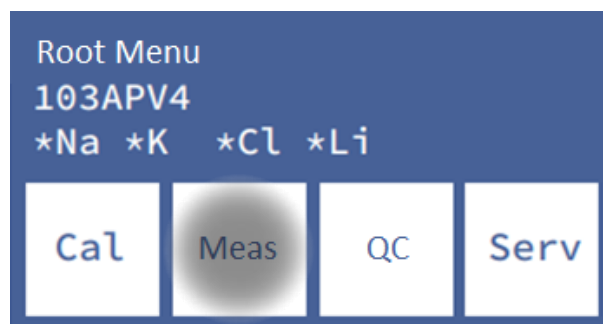 Root Menu
103APV4
*Na *K *Cl *Li
Cal Meas QC Serv